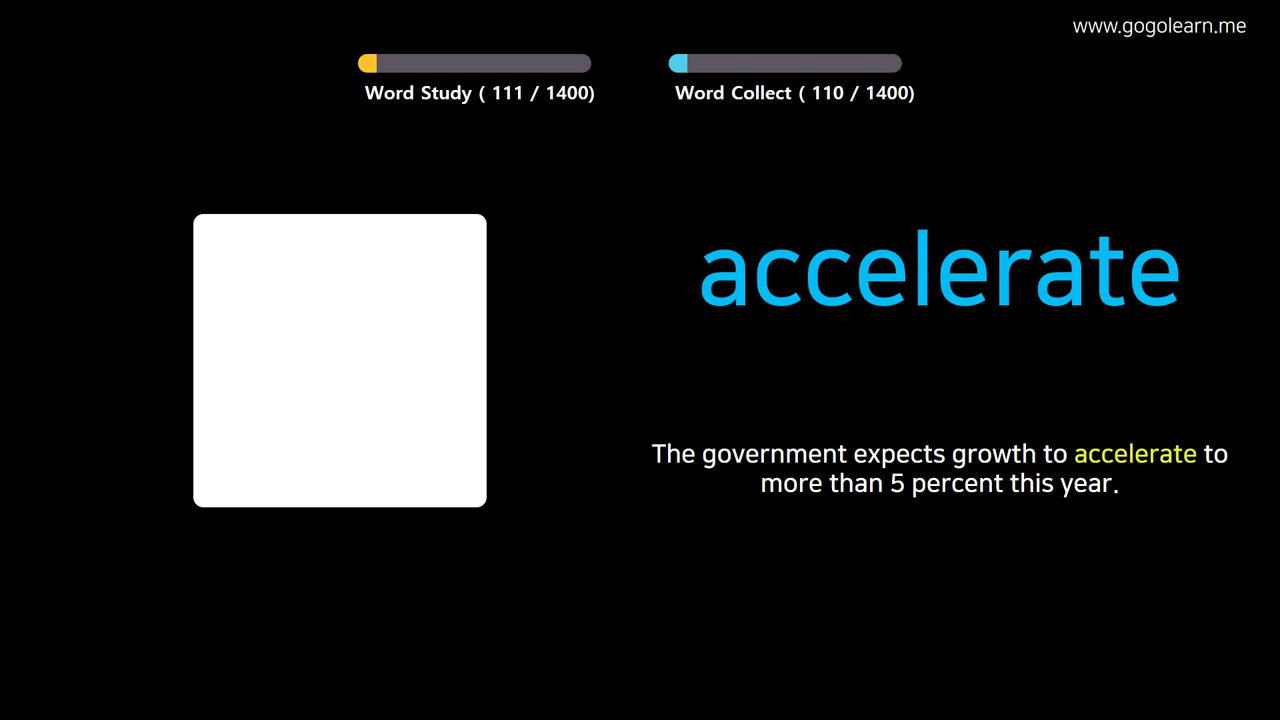 www.gogolearn.me
Word Study ( 111 / 1400)
Word Collect ( 110 / 1400)
accelerate
The government expects growth to accelerate to
more than 5 percent this year.